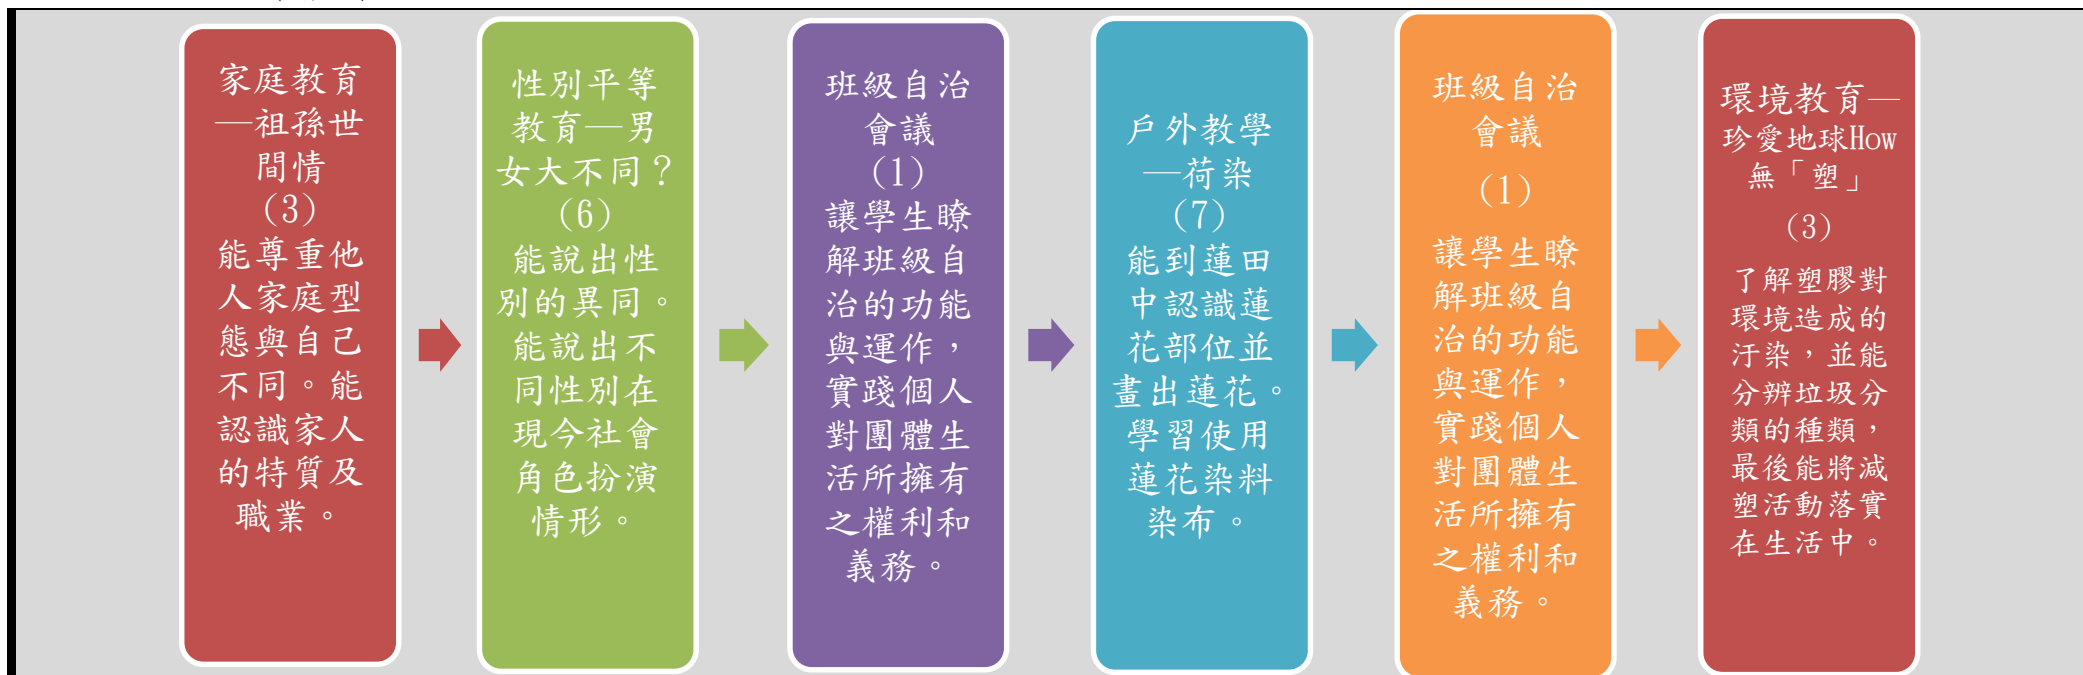 家庭教育
—祖孫世
間情
(3)
能尊重他
人家庭型
態與自己
不同。能
認識家人
的特質及
職業。
性別平等
教育—男
女大不同？
(6)
能說出性
別的異同。
能說出不
同性別在
現今社會
角色扮演
情形。
班級自治
會議
(1)
讓學生瞭
解班級自
治的功能
與運作，
實踐個人
對團體生
活所擁有
之權利和
義務。
戶外教學
—荷染
(7)
能到蓮田
中認識蓮
花部位並
畫出蓮花。
學習使用
蓮花染料
染布。
班級自治
會議
(1)
讓學生瞭
解班級自
治的功能
與運作，
實踐個人
對團體生
活所擁有
之權利和
義務。
環境教育—
珍愛地球How
無「塑」
(3)
了解塑膠對
環境造成的
汙染，並能
分辨垃圾分
類的種類，
最後能將減
塑活動落實
在生活中。